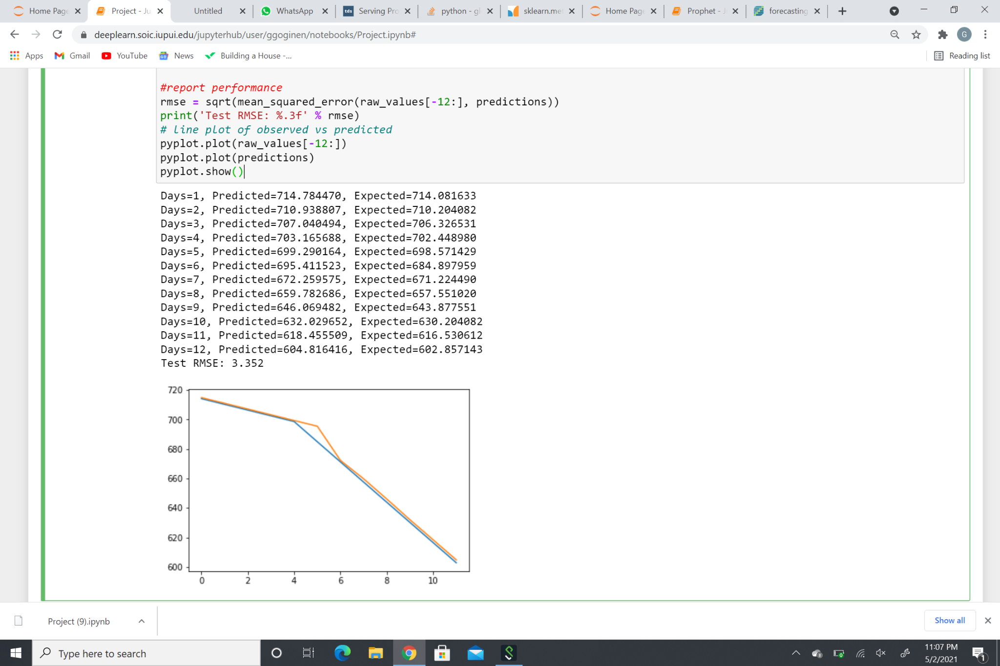 Home Page
Project - Ju
Untitled
WhatsApp
tds
Serving Pro
python - gl
sklearn.met
Home Page
Prophet - J
forecasting
deeplearn.soic.iupui.edu/jupyterhub/user/ggoginen/notebooks/Project.ipynb#
G
Apps
Gmail
YouTube
News
Building a House -...
Reading list
#report performance
rmse = sqrt(mean_squared_error(raw_values[-12:], predictions))
print('Test RMSE: %.3f' % rmse)
# line plot of observed vs predicted
pyplot.plot(raw_values[-12:])
pyplot.plot(predictions)
pyplot.show()
Days=1, Predicted=714.784470, Expected=714.081633
Days=2, Predicted=710.938807, Expected=710.204082
Days=3, Predicted=707.040494, Expected=706.326531
Days=4, Predicted=703.165688, Expected=702.448980
Days=5, Predicted=699.290164, Expected=698.571429
Days=6, Predicted=695.411523, Expected=684.897959
Days=7, Predicted=672.259575, Expected=671.224490
Days=8, Predicted=659.782686, Expected=657.551020
Days=9, Predicted=646.069482, Expected=643.877551
Days=10, Predicted=632.029652, Expected=630.204082
Days=11, Predicted=618.455509, Expected=616.530612
Days=12, Predicted=604.816416, Expected=602.857143
Test RMSE: 3.352
720
700
680
660
640
620
600
0 2 4 6 8 10
Project (9).ipynb
Show all
Type here to search
11:07 PM
5/2/2021
1